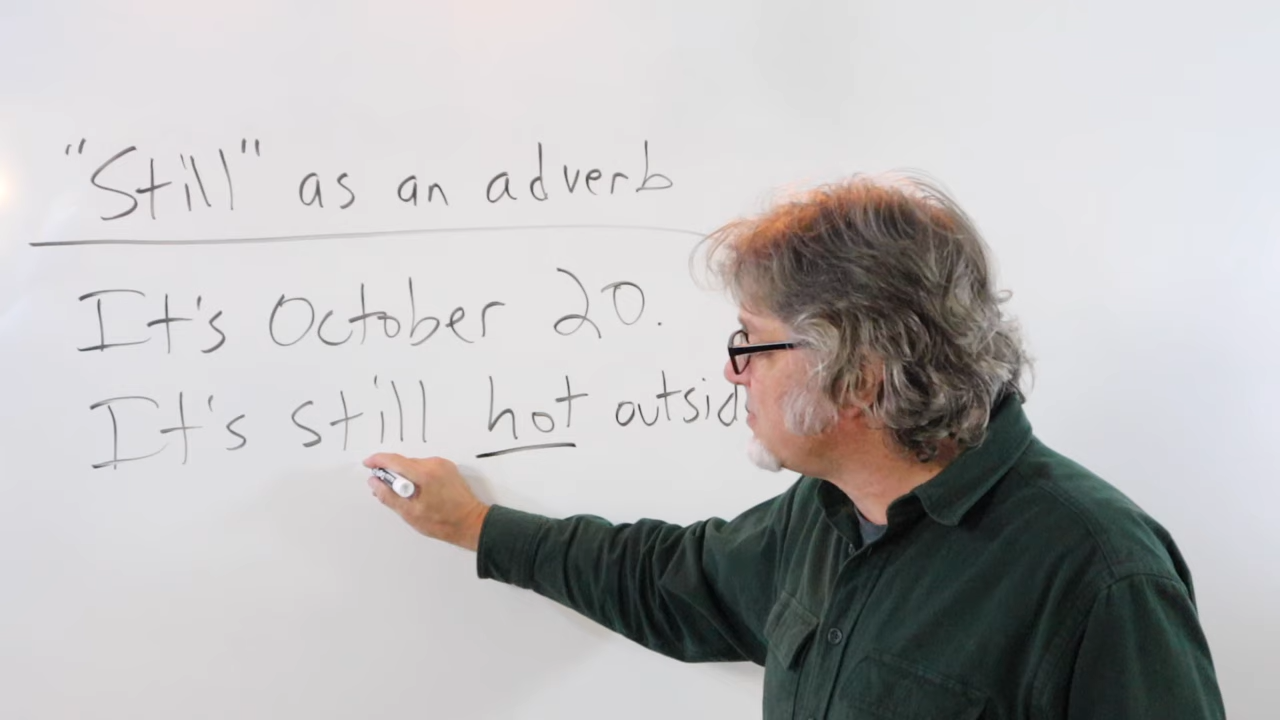 "Still" as an adverb
It's October 20.
It's still hot outsid